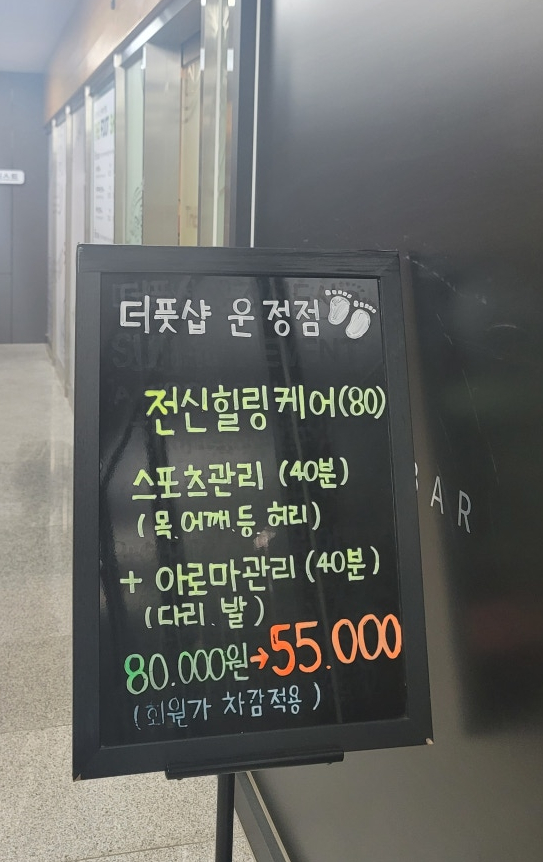 더풋샵 운정점
전신힐링케어(80)
스포츠관리 (40분)
(목.어깨.등.허리)
+ 아로마관리 (40분)
(다리.발)
80.000원→55.000
(회원가 차감적용)
BAR